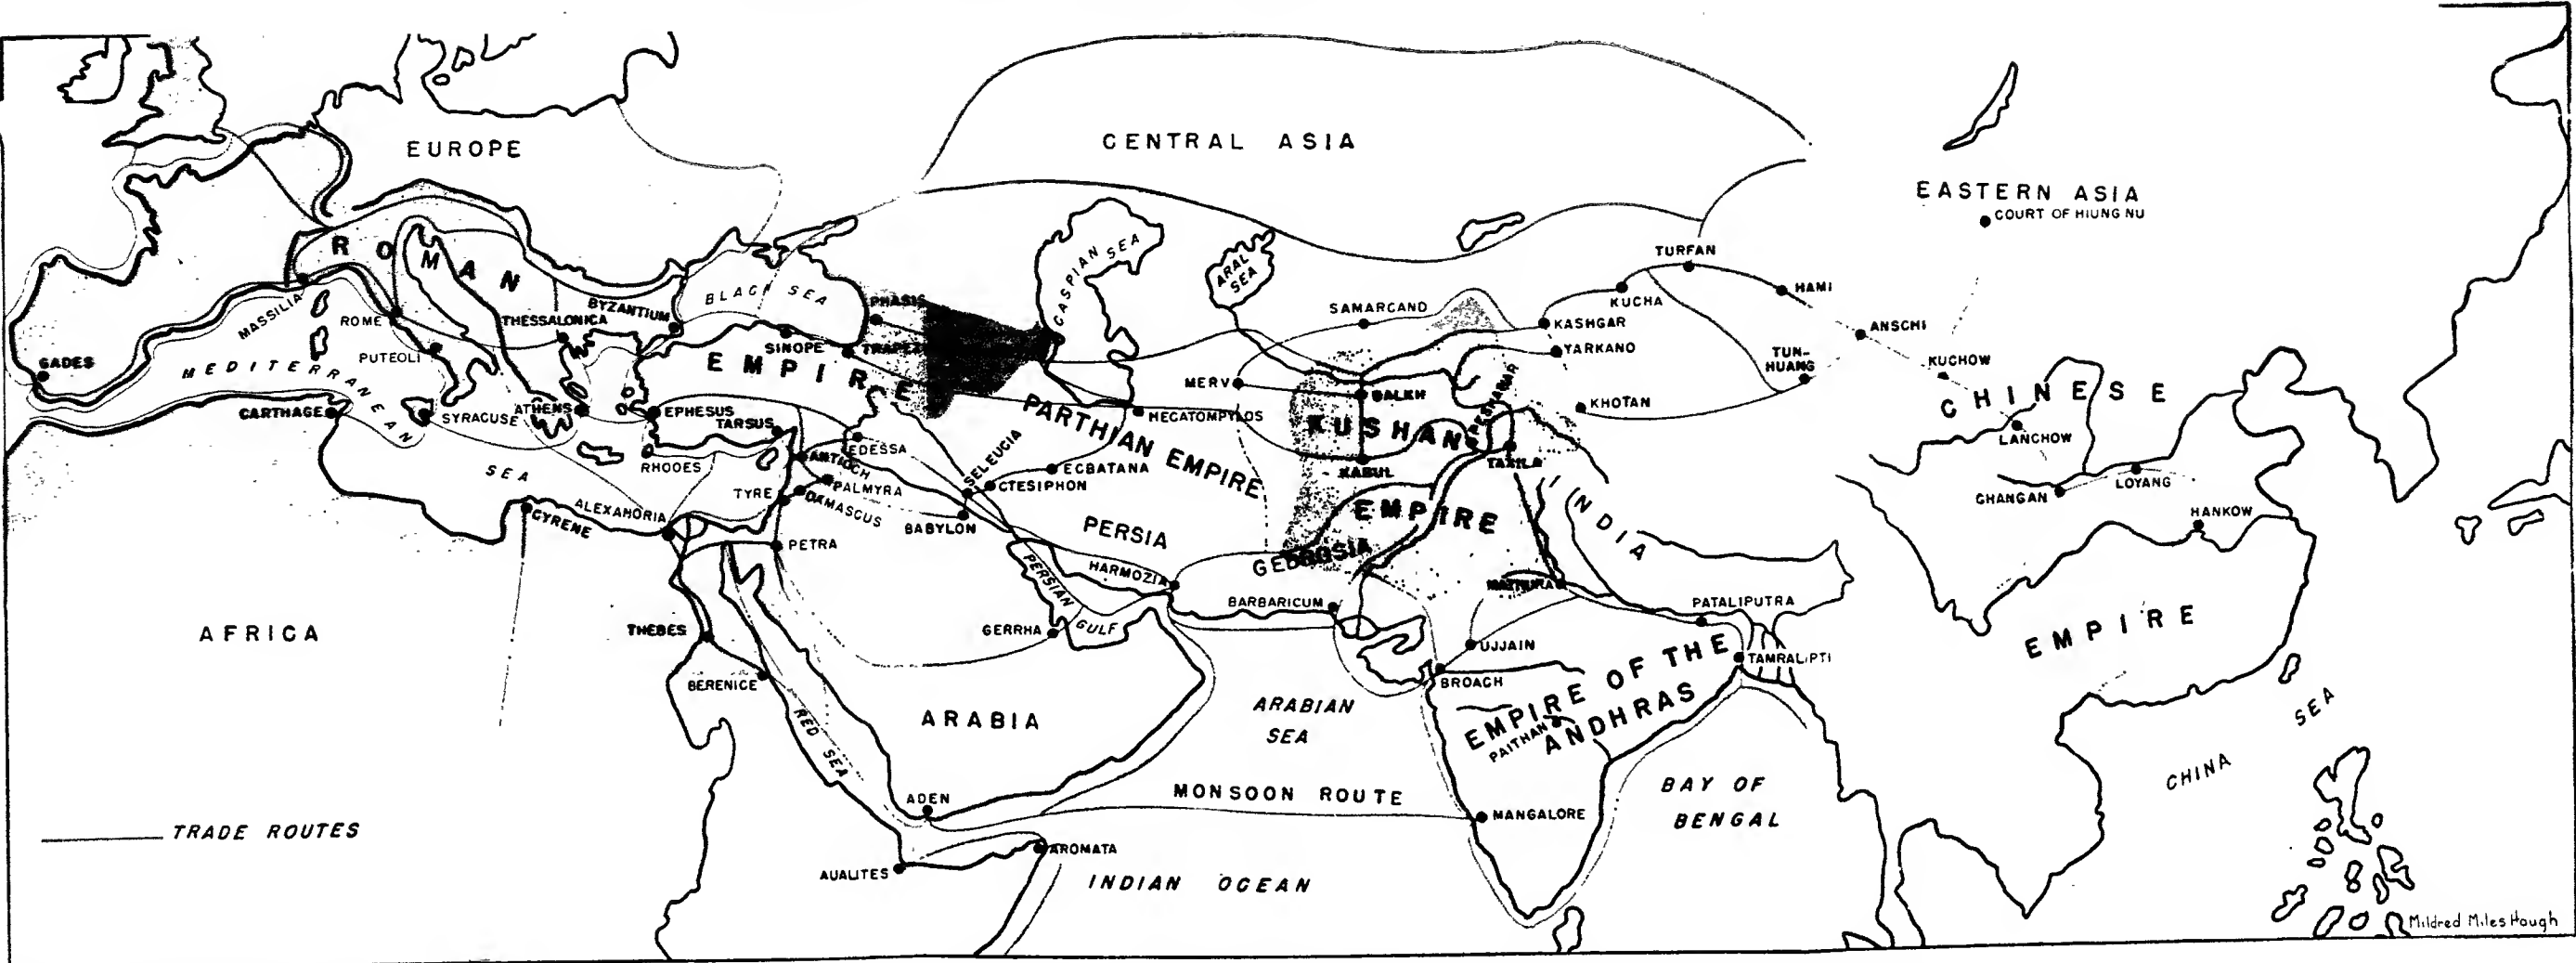 EUROPE
CENTRAL ASIA
EASTERN ASIA
COURT OF HIUNG NU
ROMAN
EMPIRE
MASSILIA
ROME
PUTEOLI
GADES
MEDITERRANEAN
SEA
CARTHAGE
SYRACUSE
THESSALONICA
BYZANTIUM
ATHENS
BLACK SEA
SINOPE
PHASIS
EPHESUS
TARSUS
RHODES
ANTIOCH
EDESSA
PALMYRA
TYRE
DAMASCUS
ALEXANDRIA
CYRENE
PETRA
BABYLON
SELEUCIA
CTESIPHON
ECBATANA
CASPIAN SEA
ARAL SEA
PARTHIAN EMPIRE
HECATOMPYLOS
MERV
SAMARCAND
PERSIA
PERSIAN GULF
HARMOZIA
GERRHA
KUSHAN
EMPIRE
BALKH
KABUL
PESHAWAR
TAXILA
GEDROSIA
BARBARICUM
MATHURA
INDIA
KASHGAR
YARKAND
KHOTAN
KUCHA
TURFAN
HAMI
ANSCHI
TUN-
HUANG
KUCHOW
CHINESE
EMPIRE
LANCHOW
CHANGAN
LOYANG
HANKOW
PATALIPUTRA
TAMRALIPTI
UJJAIN
BROACH
EMPIRE OF THE
ANDHRAS
PAITHAN
MANGALORE
AFRICA
THEBES
BERENICE
RED SEA
ARABIA
ADEN
AUALITES
AROMATA
ARABIAN
SEA
MONSOON ROUTE
INDIAN OCEAN
BAY OF
BENGAL
CHINA SEA
TRADE ROUTES
Mildred Miles Hough